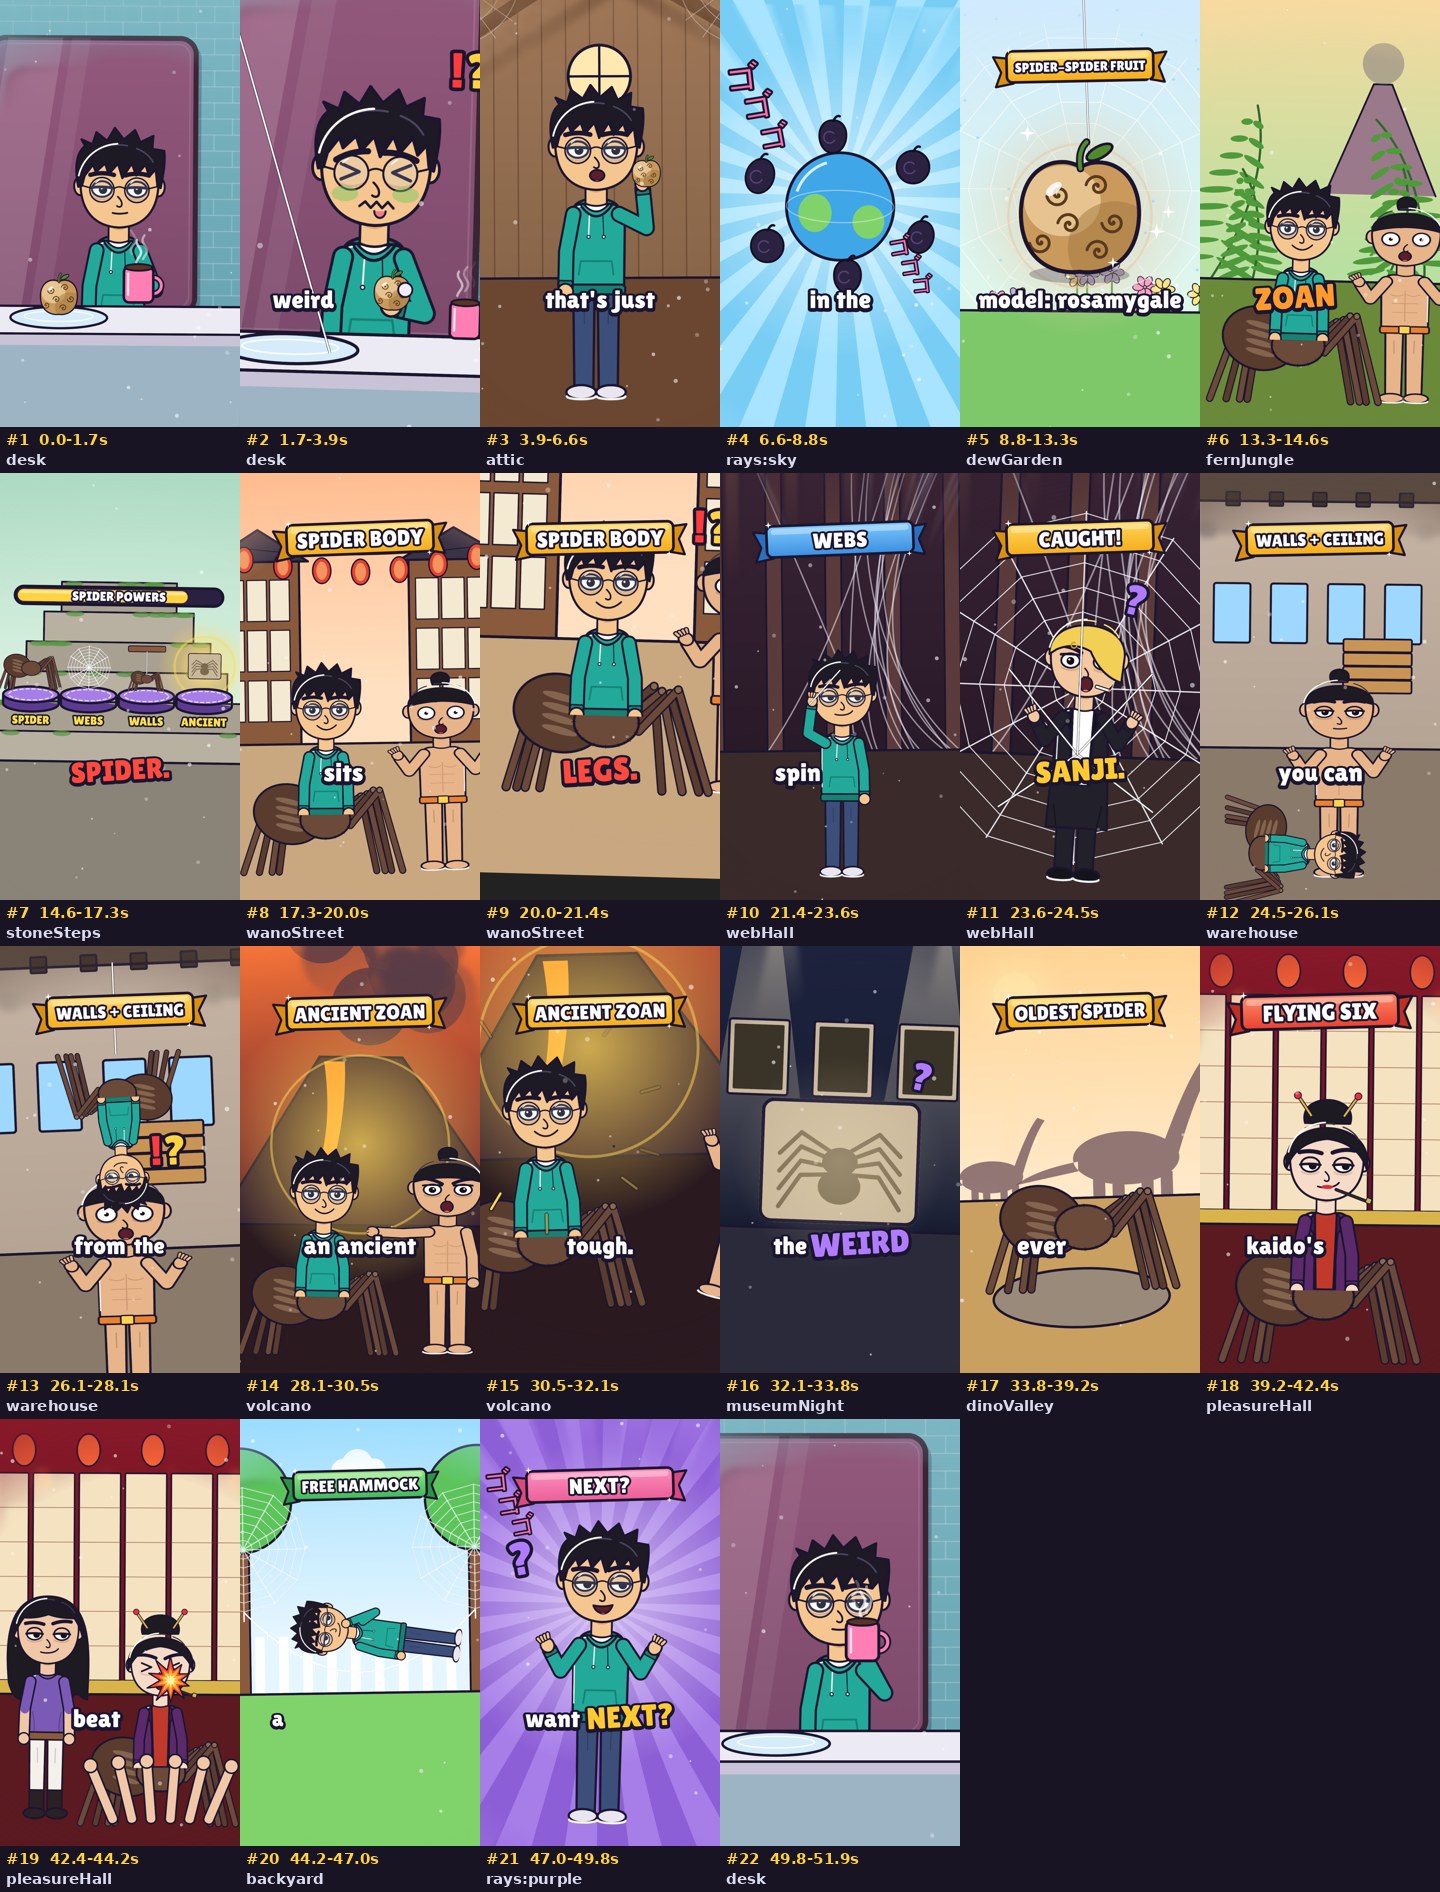 !?
weird
that's just
ゴゴゴ
in the
ゴゴゴ
SPIDER-SPIDER FRUIT
model: rosamygale
ZOAN
#1 0.0-1.7s
desk
#2 1.7-3.9s
desk
#3 3.9-6.6s
attic
#4 6.6-8.8s
rays:sky
#5 8.8-13.3s
dewGarden
#6 13.3-14.6s
fernJungle
SPIDER POWERS
SPIDER
WEBS
WALLS
ANCIENT
SPIDER.
SPIDER BODY
sits
SPIDER BODY
!?
LEGS.
WEBS
spin
CAUGHT!
?
SANJI.
WALLS + CEILING
you can
#7 14.6-17.3s
stoneSteps
#8 17.3-20.0s
wanoStreet
#9 20.0-21.4s
wanoStreet
#10 21.4-23.6s
webHall
#11 23.6-24.5s
webHall
#12 24.5-26.1s
warehouse
WALLS + CEILING
!?
from the
ANCIENT ZOAN
an ancient
ANCIENT ZOAN
tough.
?
the WEIRD
OLDEST SPIDER
ever
FLYING SIX
kaido's
#13 26.1-28.1s
warehouse
#14 28.1-30.5s
volcano
#15 30.5-32.1s
volcano
#16 32.1-33.8s
museumNight
#17 33.8-39.2s
dinoValley
#18 39.2-42.4s
pleasureHall
beat
FREE HAMMOCK
a
ゴゴゴ
NEXT?
?
want NEXT?
#19 42.4-44.2s
pleasureHall
#20 44.2-47.0s
backyard
#21 47.0-49.8s
rays:purple
#22 49.8-51.9s
desk